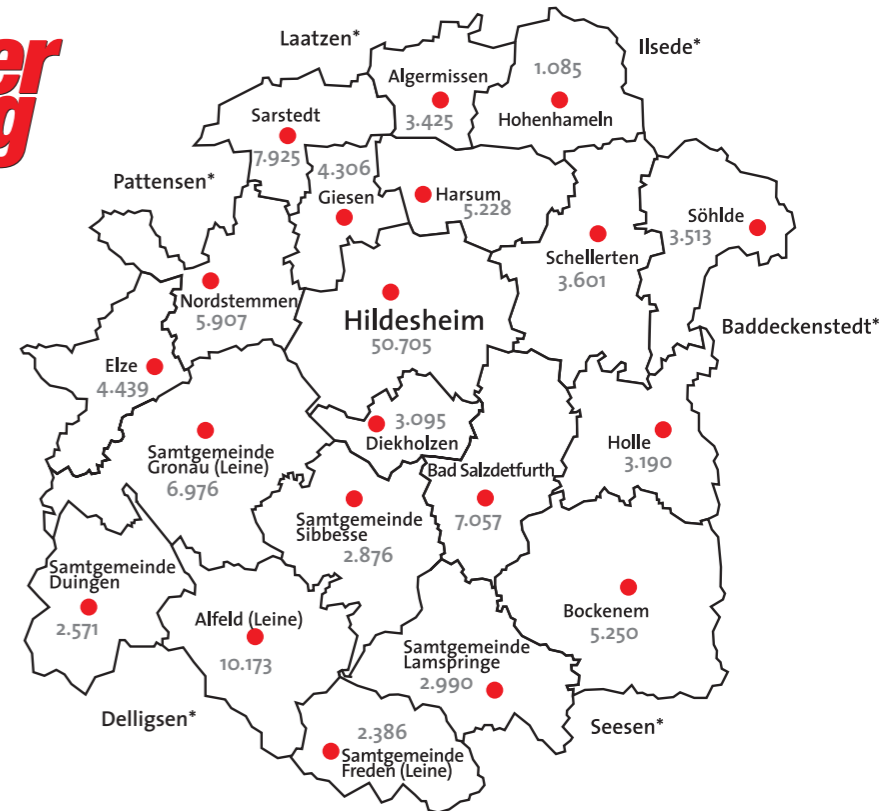 er
g
Laatzen*
Ilsede*
Algermissen
3.425
1.085
Hohenhameln
Sarstedt
7.925
4.306
Giesen
Harsum
5.228
Pattensen*
Schellerten
3.601
Söhlde
3.513
Nordstemmen
5.907
Hildesheim
50.705
Baddeckenstedt*
Elze
4.439
3.095
Diekholzen
Samtgemeinde
Gronau (Leine)
6.976
Bad Salzdetfurth
7.057
Holle
3.190
Samtgemeinde
Sibbesse
2.876
Samtgemeinde
Duingen
2.571
Alfeld (Leine)
10.173
Bockenem
5.250
Samtgemeinde
Lamspringe
2.990
Delligsen*
Seesen*
2.386
Samtgemeinde
Freden (Leine)